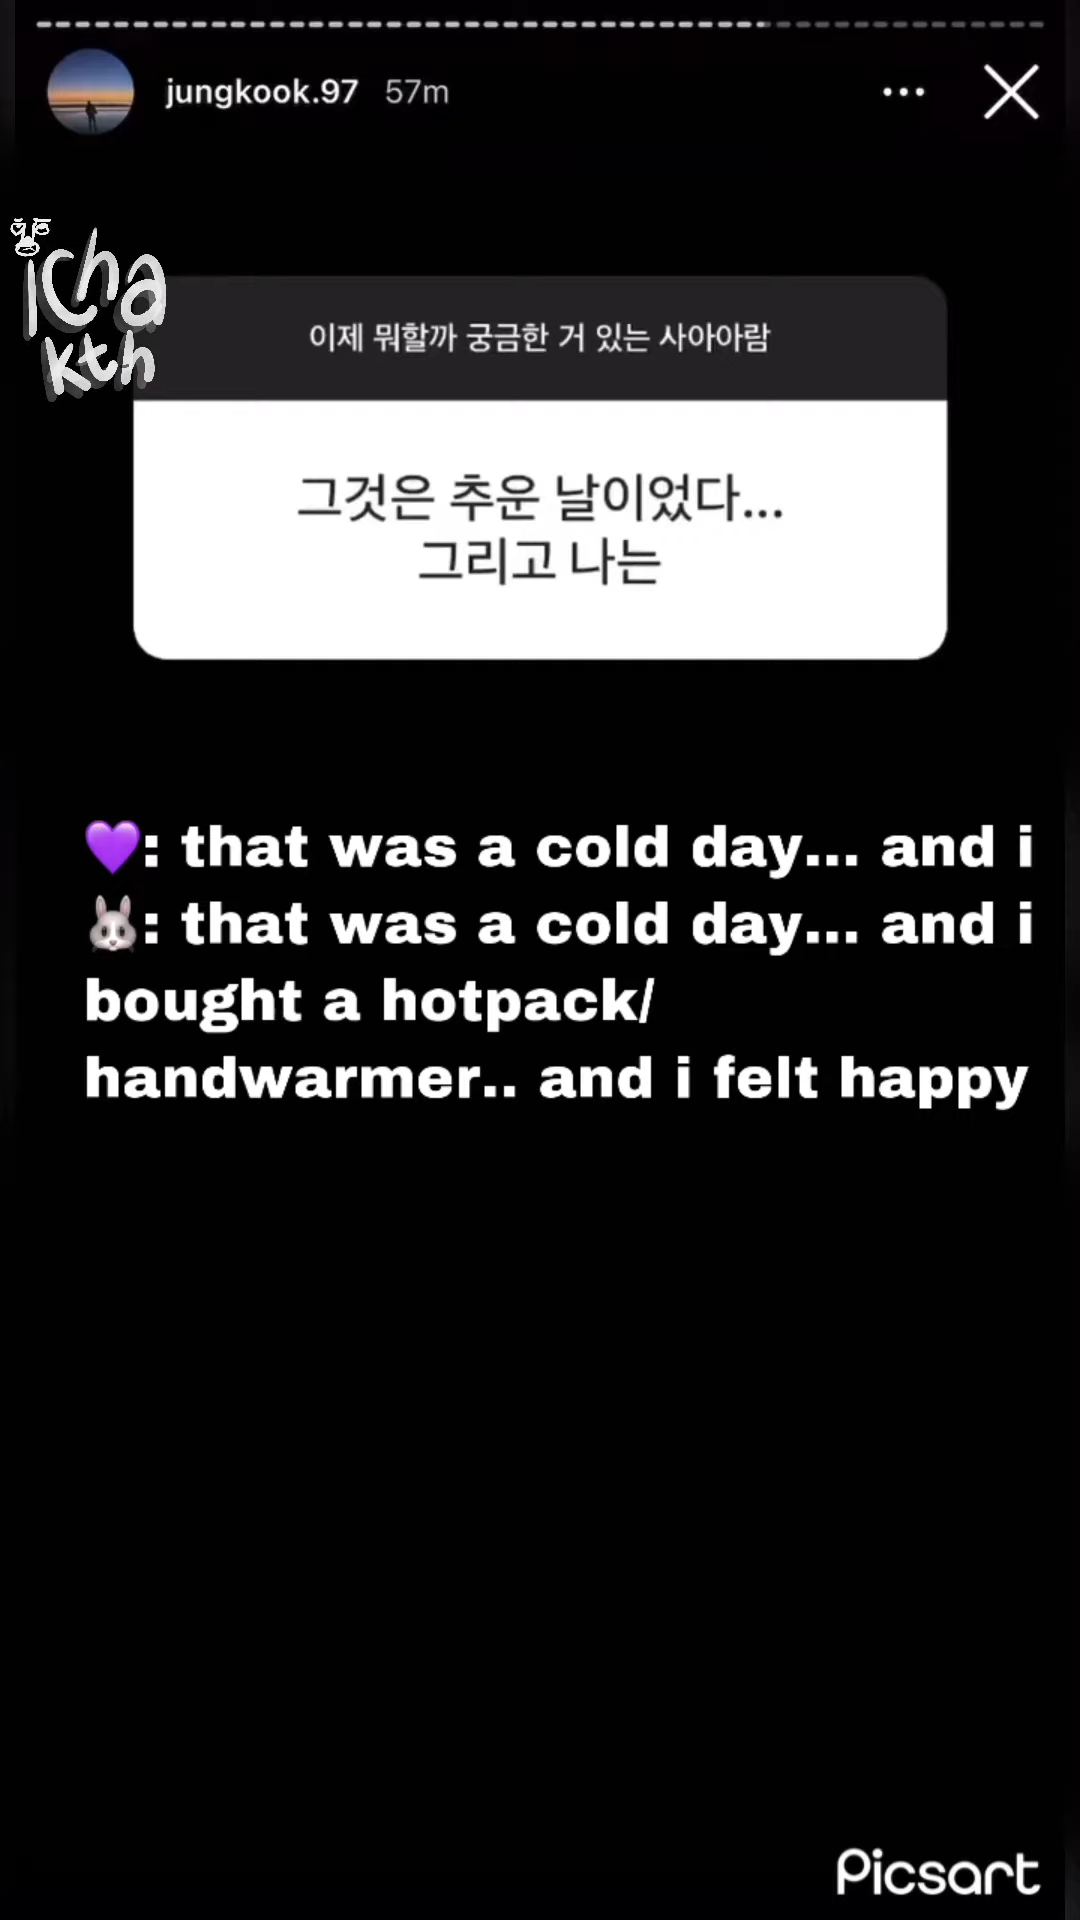 jungkook.97 57m
icha
kth
이제 뭐할까 궁금한 거 있는 사아아람
그것은 추운 날이었다...
그리고 나는
💜: that was a cold day... and i
🐰: that was a cold day... and i
bought a hotpack/
handwarmer.. and i felt happy
Picsart